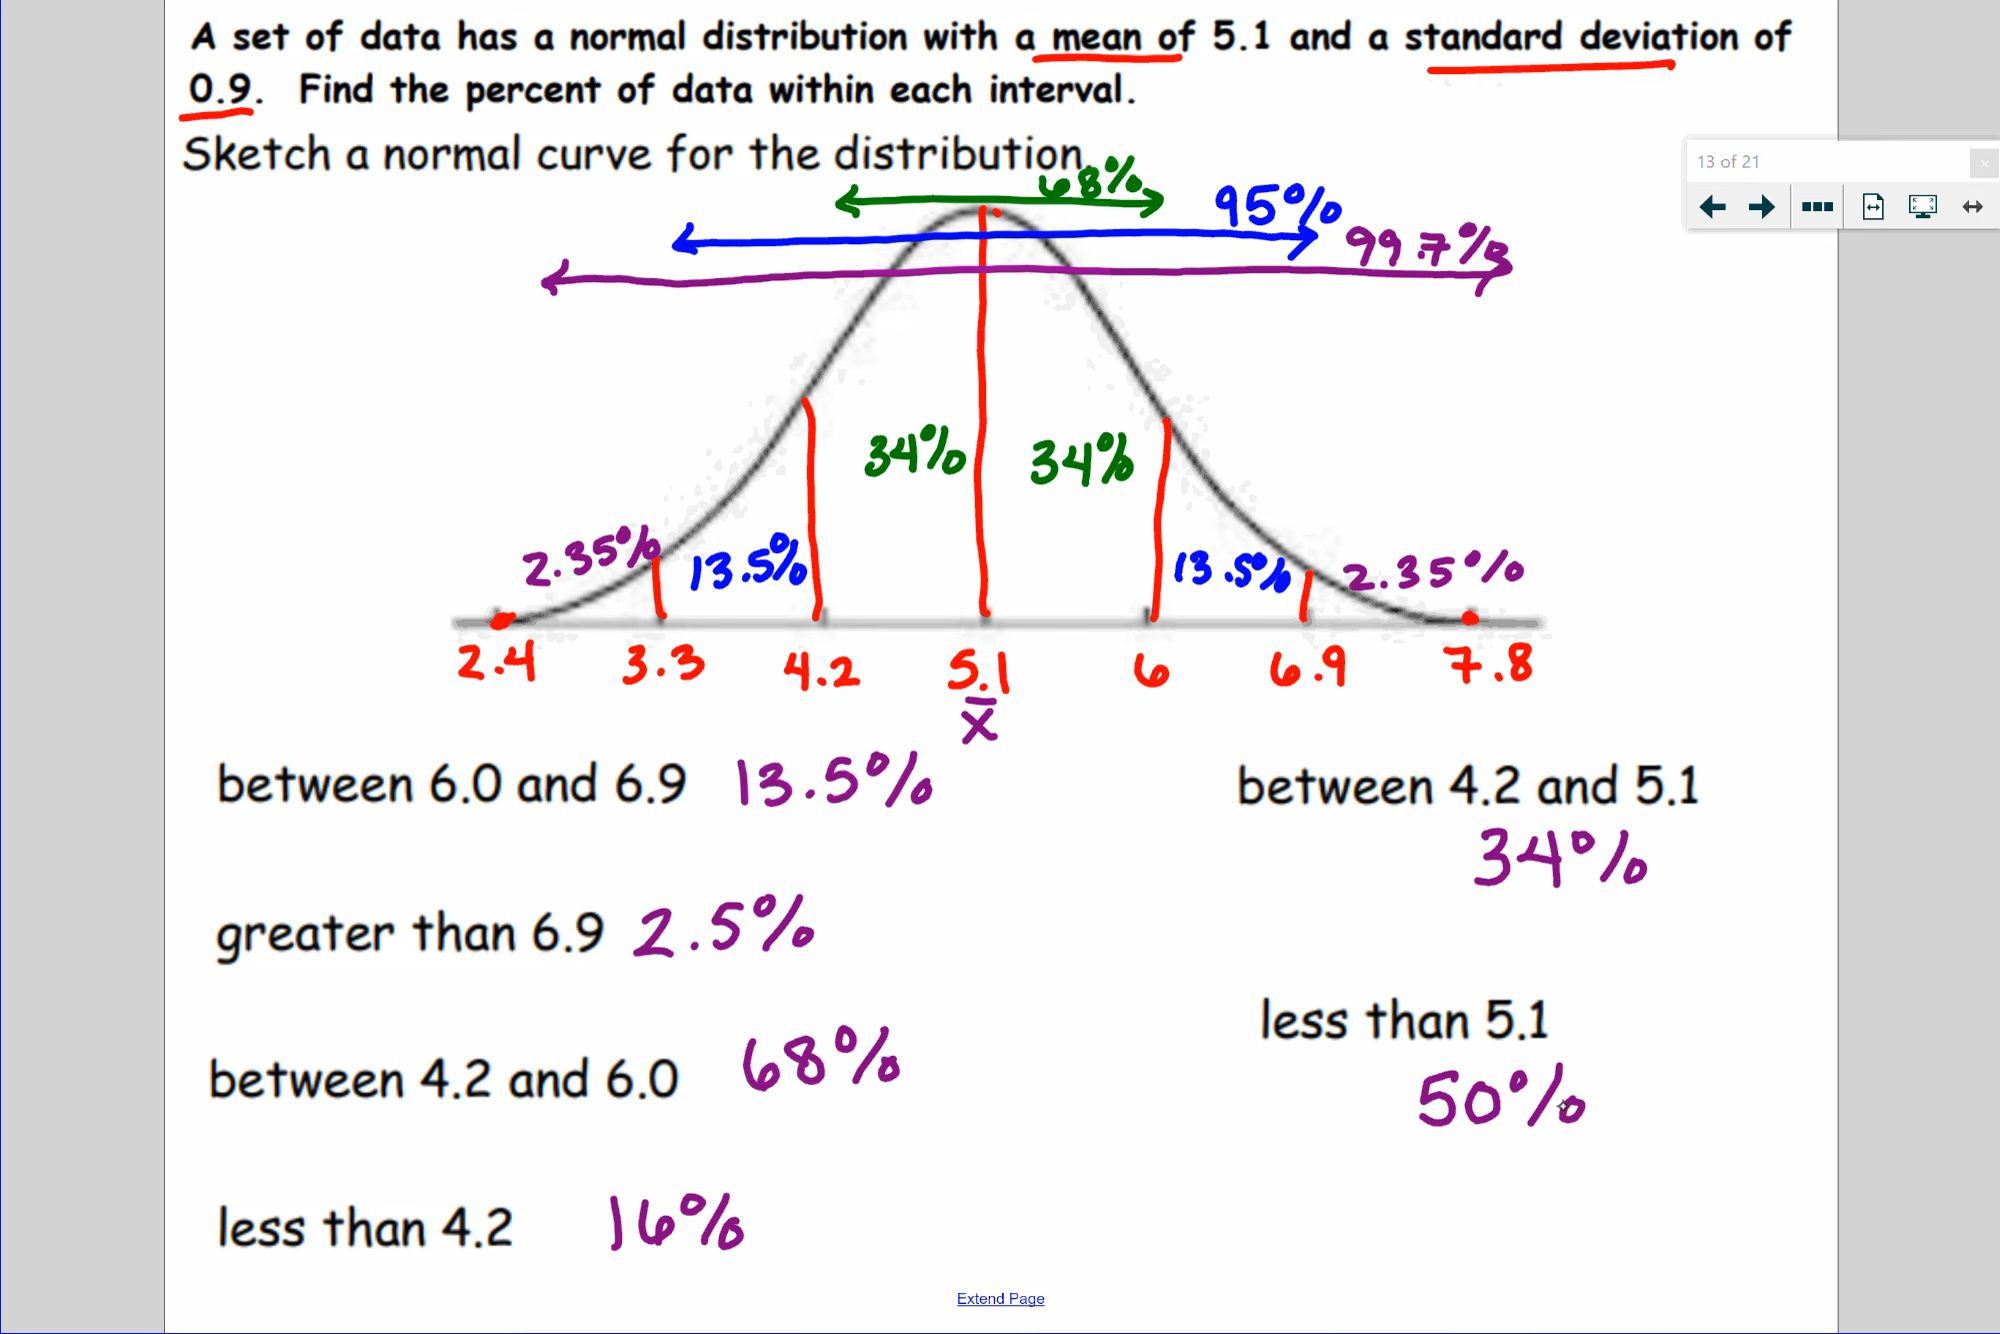 A set of data has a normal distribution with a mean of 5.1 and a standard deviation of
0.9. Find the percent of data within each interval.
Sketch a normal curve for the distribution.
13 of 21
68%
95%
99.7%
34% 34%
2.35% 13.5% 13.5% 2.35%
2.4 3.3 4.2 5.1 6 6.9 7.8
x̄
between 6.0 and 6.9 13.5%
between 4.2 and 5.1
34%
greater than 6.9 2.5%
less than 5.1
50%
between 4.2 and 6.0 68%
less than 4.2 16%
Extend Page